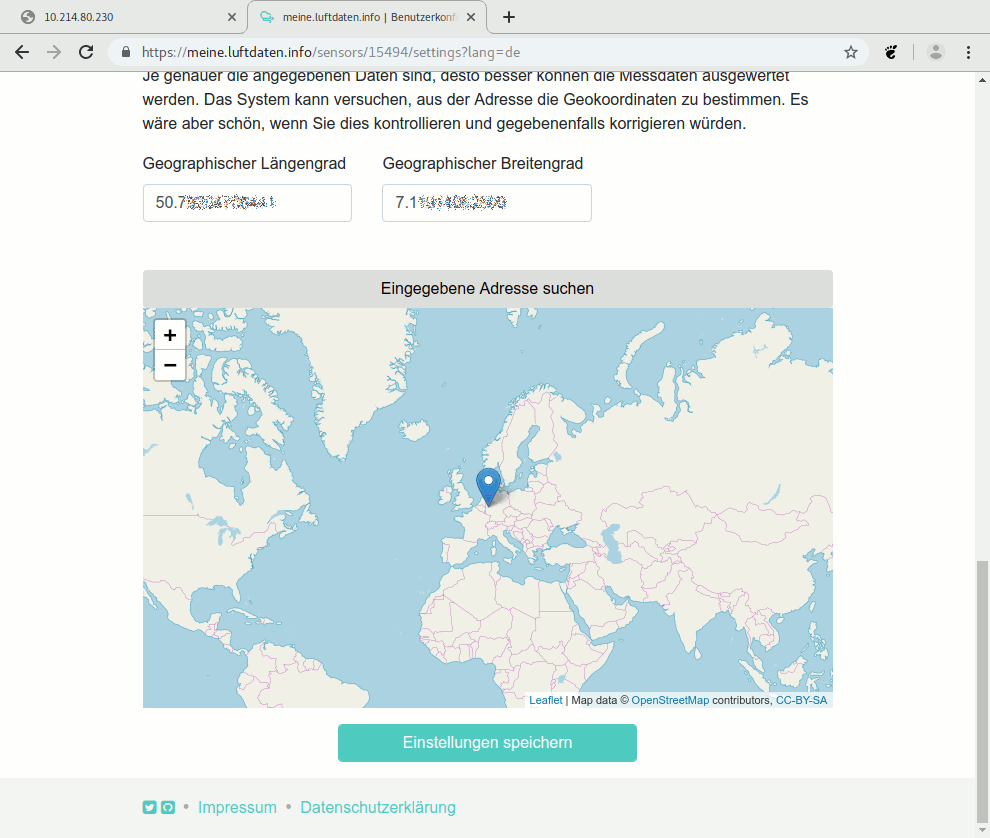 10.214.80.230
meine.luftdaten.info | Benutzerkonf
https://meine.luftdaten.info/sensors/15494/settings?lang=de
Je genauer die angegebenen Daten sind, desto besser können die Messdaten ausgewertet
werden. Das System kann versuchen, aus der Adresse die Geokoordinaten zu bestimmen. Es
wäre aber schön, wenn Sie dies kontrollieren und gegebenenfalls korrigieren würden.
Geographischer Längengrad Geographischer Breitengrad
50.7 7.1
Eingegebene Adresse suchen
+
−
Leaflet | Map data © OpenStreetMap contributors, CC-BY-SA
Einstellungen speichern
• Impressum • Datenschutzerklärung